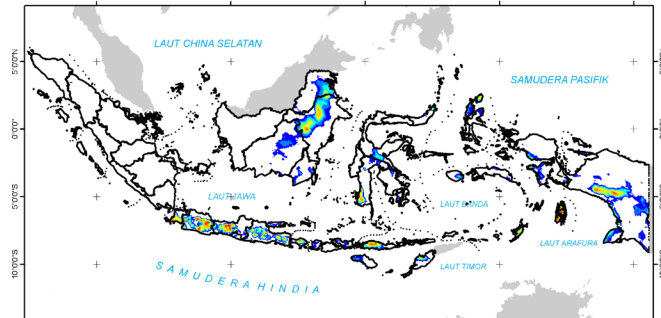 LAUT CHINA SELATAN
SAMUDERA PASIFIK
5°0'0"N
0°0'0"
5°0'0"S
10°0'0"S
LAUT JAWA
LAUT BANDA
LAUT ARAFURA
LAUT TIMOR
SAMUDERA HINDIA